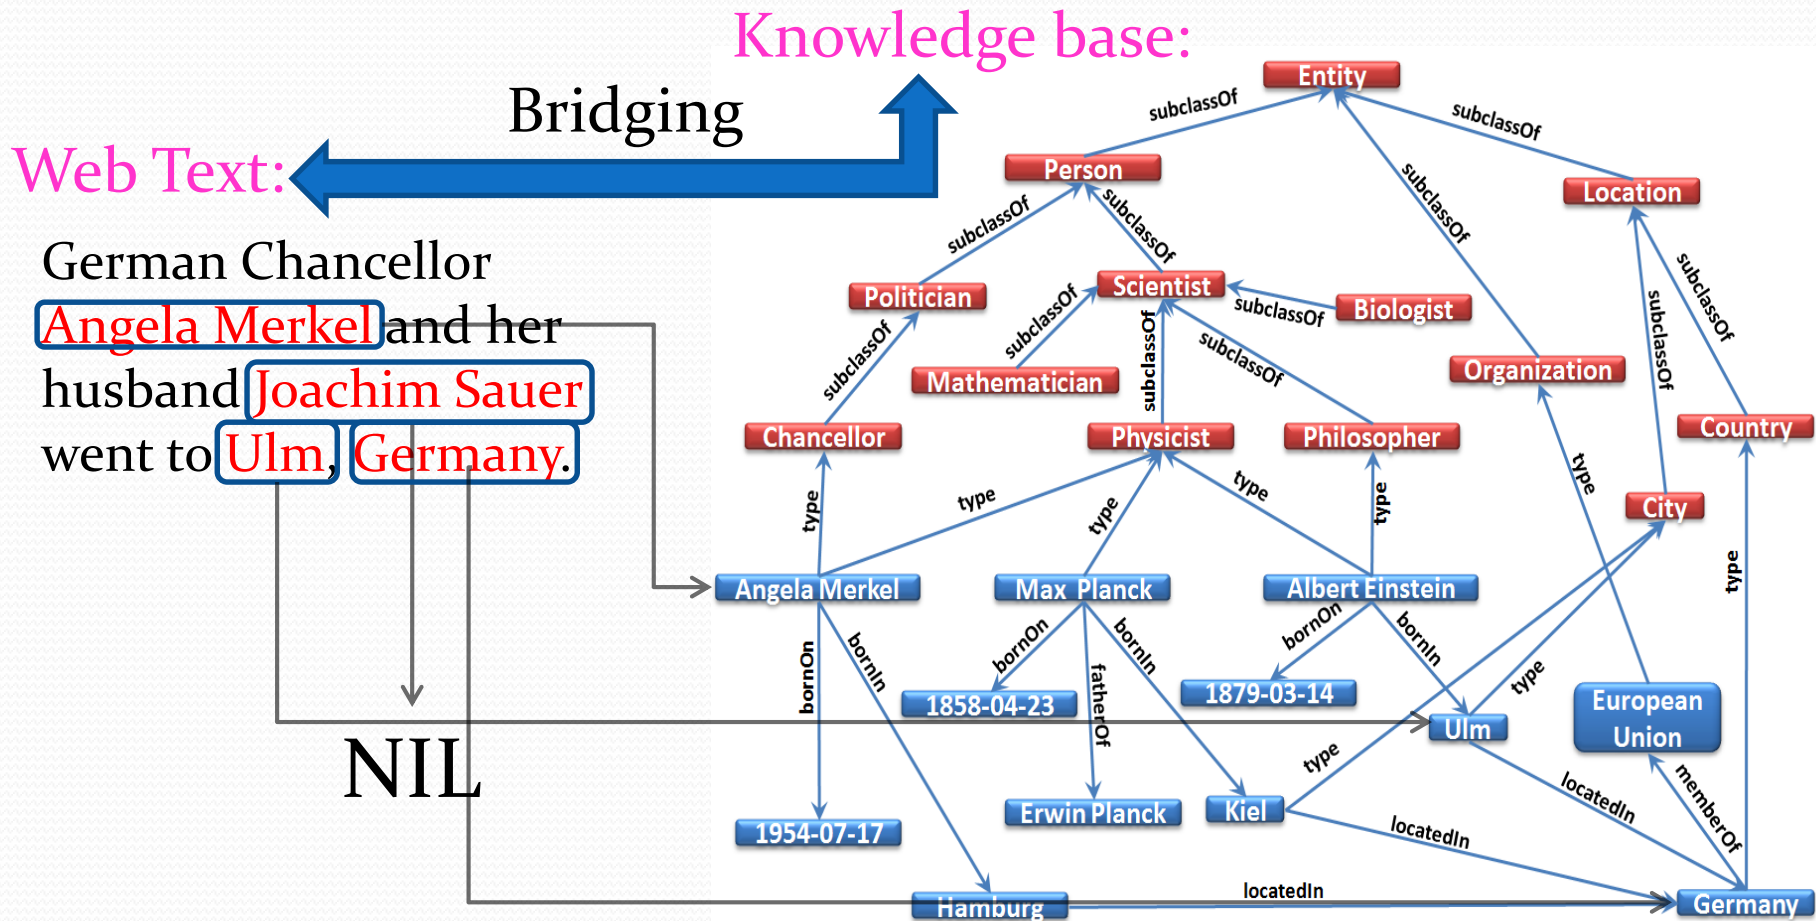 Knowledge base:
Bridging
Web Text:
German Chancellor
Angela Merkel and her
husband Joachim Sauer
went to Ulm, Germany.
NIL
Entity
subclassOf
subclassOf
subclassOf
Person
Location
subclassOf
subclassOf
subclassOf
subclassOf
Politician
Scientist
Biologist
subclassOf
subclassOf
subclassOf
subclassOf
subclassOf
Mathematician
Organization
Chancellor
Physicist
Philosopher
Country
type
type
type
type
type
type
City
type
Angela Merkel
Max Planck
Albert Einstein
bornOn
bornIn
bornOn
fatherOf
bornIn
bornOn
bornIn
type
1858-04-23
1879-03-14
Ulm
European
Union
type
locatedIn
memberOf
1954-07-17
Erwin Planck
Kiel
locatedIn
Hamburg
locatedIn
Germany